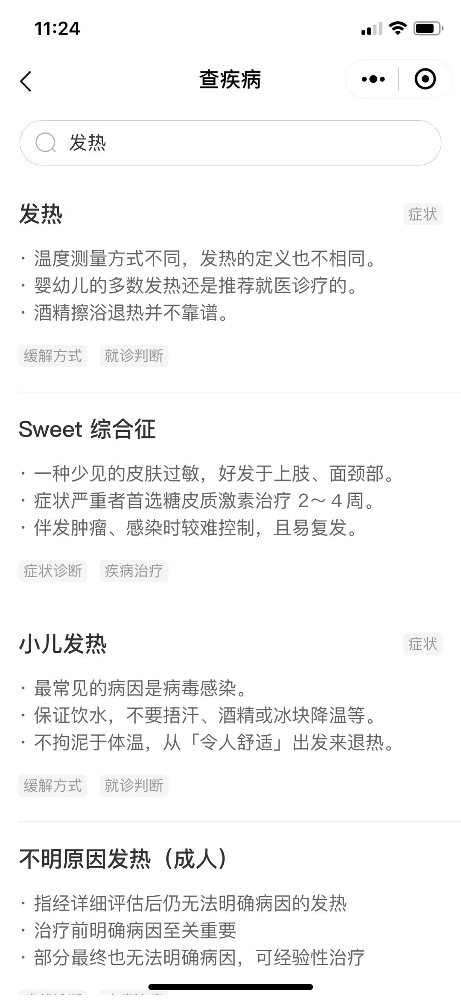 11:24
查疾病
发热
发热
症状
· 温度测量方式不同，发热的定义也不相同。
· 婴幼儿的多数发热还是推荐就医诊疗的。
· 酒精擦浴退热并不靠谱。
缓解方式 就诊判断
Sweet 综合征
· 一种少见的皮肤过敏，好发于上肢、面颈部。
· 症状严重者首选糖皮质激素治疗 2～4 周。
· 伴发肿瘤、感染时较难控制，且易复发。
症状诊断 疾病治疗
小儿发热
症状
· 最常见的病因是病毒感染。
· 保证饮水，不要捂汗、酒精或冰块降温等。
· 不拘泥于体温，从「令人舒适」出发来退热。
缓解方式 就诊判断
不明原因发热（成人）
· 指经详细评估后仍无法明确病因的发热
· 治疗前明确病因至关重要
· 部分最终也无法明确病因，可经验性治疗